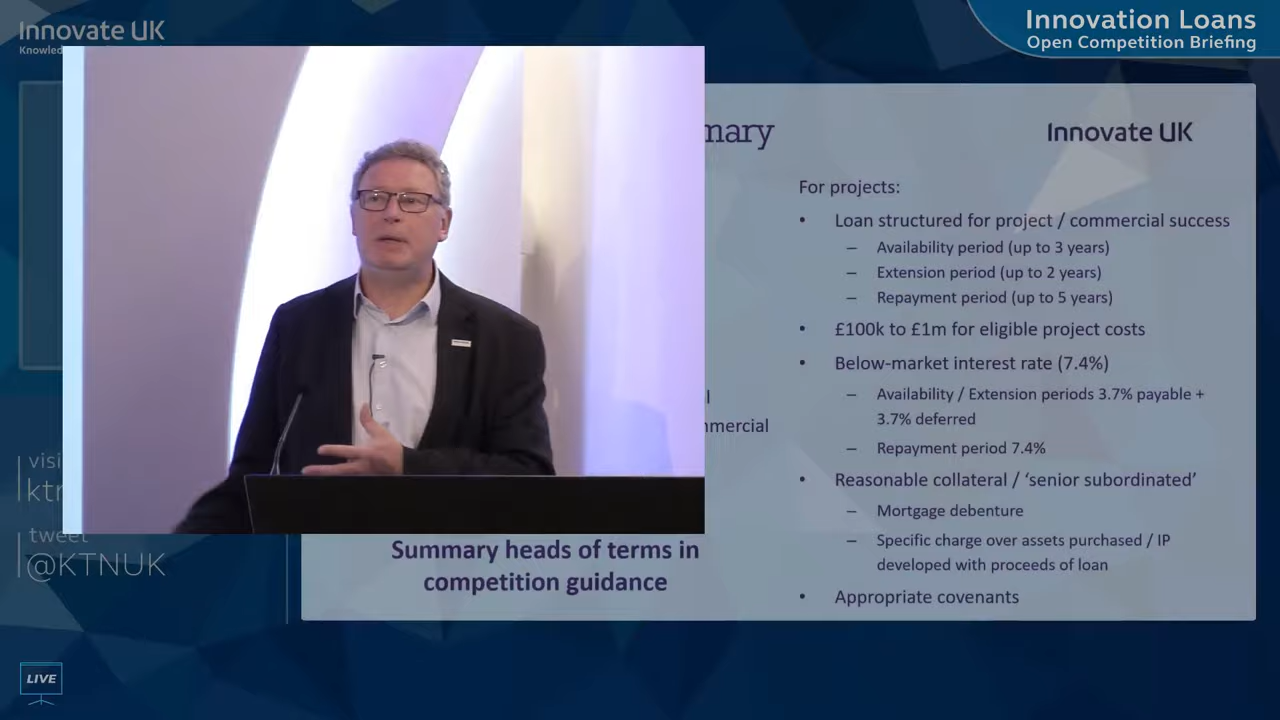 Innovate UK
Innovation Loans
Open Competition Briefing
Innovate UK
For projects:
• Loan structured for project / commercial success
– Availability period (up to 3 years)
– Extension period (up to 2 years)
– Repayment period (up to 5 years)
• £100k to £1m for eligible project costs
• Below-market interest rate (7.4%)
– Availability / Extension periods 3.7% payable +
3.7% deferred
– Repayment period 7.4%
• Reasonable collateral / ‘senior subordinated’
– Mortgage debenture
– Specific charge over assets purchased / IP
developed with proceeds of loan
• Appropriate covenants
Summary heads of terms in
competition guidance
tweet
@KTNUK
LIVE